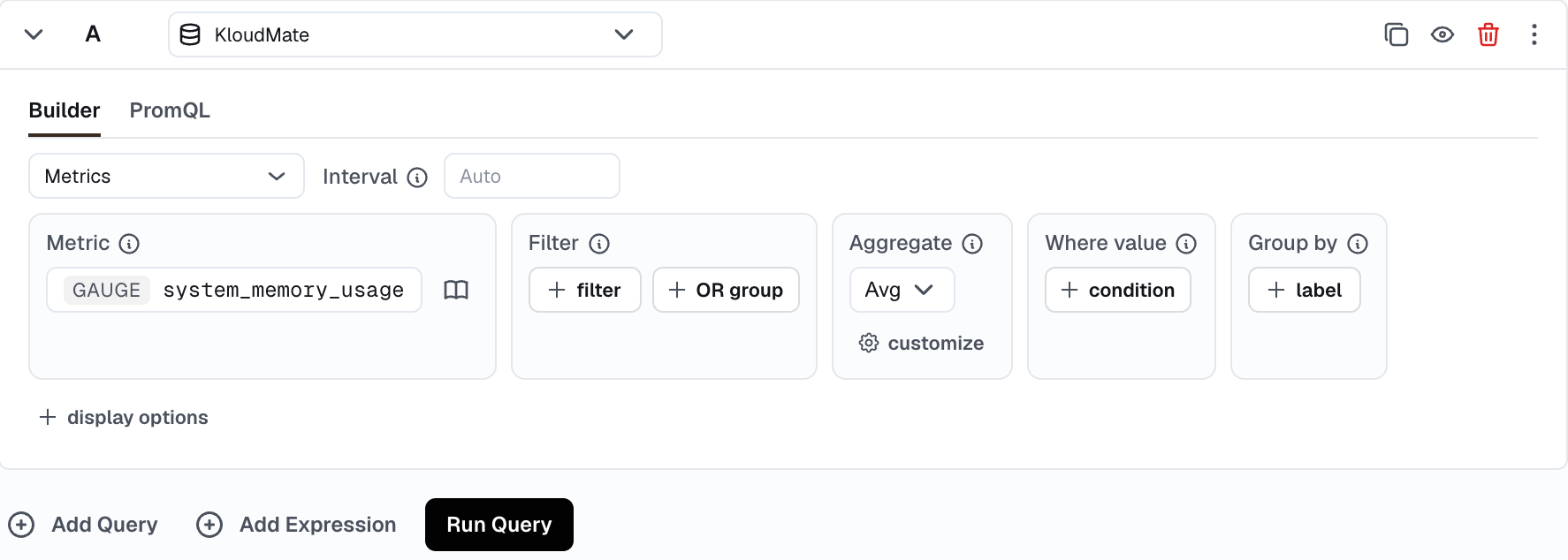 A KloudMate
Builder PromQL
Metrics Interval Auto
Metric Filter Aggregate Where value Group by
GAUGE system_memory_usage + filter + OR group Avg + condition + label
customize
+ display options
Add Query Add Expression Run Query